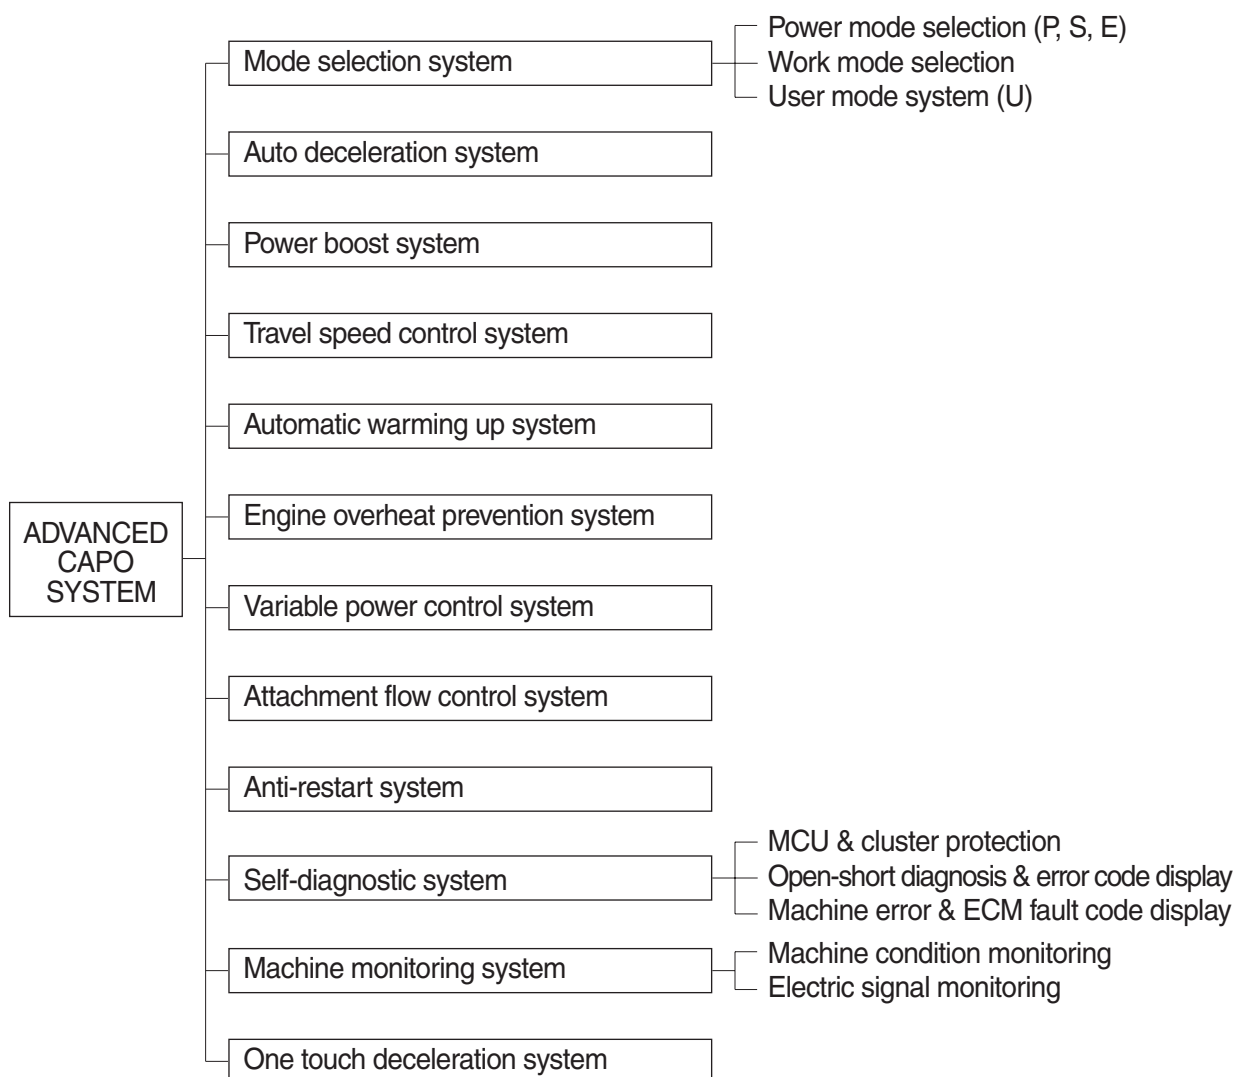 Power mode selection (P, S, E)
Mode selection system
Work mode selection
User mode system (U)
Auto deceleration system
Power boost system
Travel speed control system
Automatic warming up system
Engine overheat prevention system
ADVANCED
CAPO
SYSTEM
Variable power control system
Attachment flow control system
Anti-restart system
MCU & cluster protection
Self-diagnostic system
Open-short diagnosis & error code display
Machine error & ECM fault code display
Machine condition monitoring
Machine monitoring system
Electric signal monitoring
One touch deceleration system